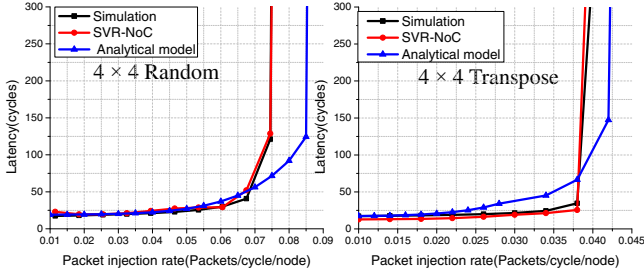 300
250
200
150
100
50
0
Latency(cycles)
Simulation
SVR-NoC
Analytical model
4 × 4 Random
0.01 0.02 0.03 0.04 0.05 0.06 0.07 0.08 0.09
Packet injection rate(Packets/cycle/node)
300
250
200
150
100
50
0
Latency(cycles)
Simulation
SVR-NoC
Analytical model
4 × 4 Transpose
0.010 0.015 0.020 0.025 0.030 0.035 0.040 0.045
Packet injection rate(Packets/cycle/node)